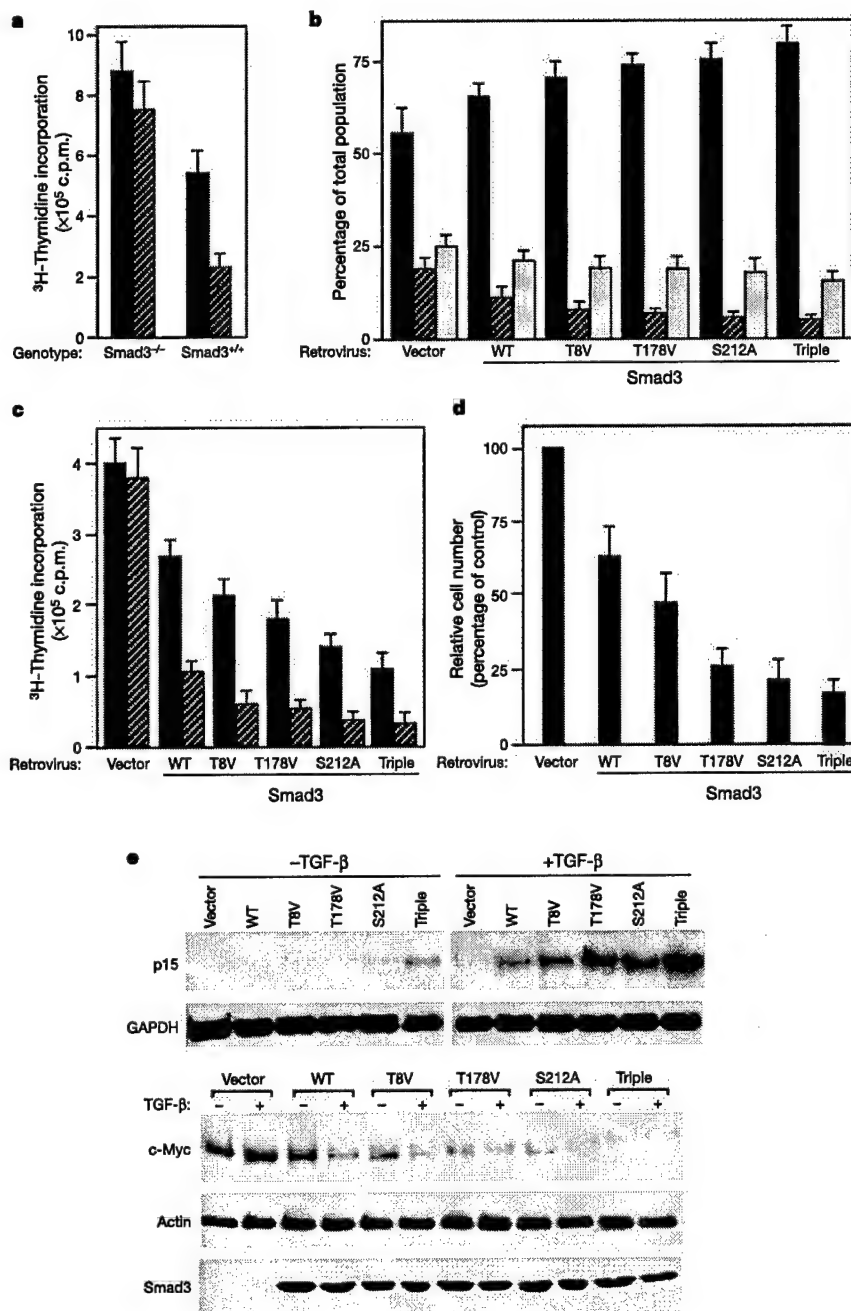 a
³H-Thymidine incorporation
(×10⁵ c.p.m.)
10
8
6
4
2
0
Genotype: Smad3⁻/⁻ Smad3⁺/⁺
b
Percentage of total population
75
50
25
0
Retrovirus: Vector WT T8V T178V S212A Triple
Smad3
c
³H-Thymidine incorporation
(×10⁵ c.p.m.)
4
3
2
1
0
Retrovirus: Vector WT T8V T178V S212A Triple
Smad3
d
Relative cell number
(percentage of control)
100
75
50
25
0
Retrovirus: Vector WT T8V T178V S212A Triple
Smad3
e
–TGF-β +TGF-β
Vector WT T8V T178V S212A Triple Vector WT T8V T178V S212A Triple
p15
GAPDH
Vector WT T8V T178V S212A Triple
TGF-β: – + – + – + – + – + – +
c-Myc
Actin
Smad3